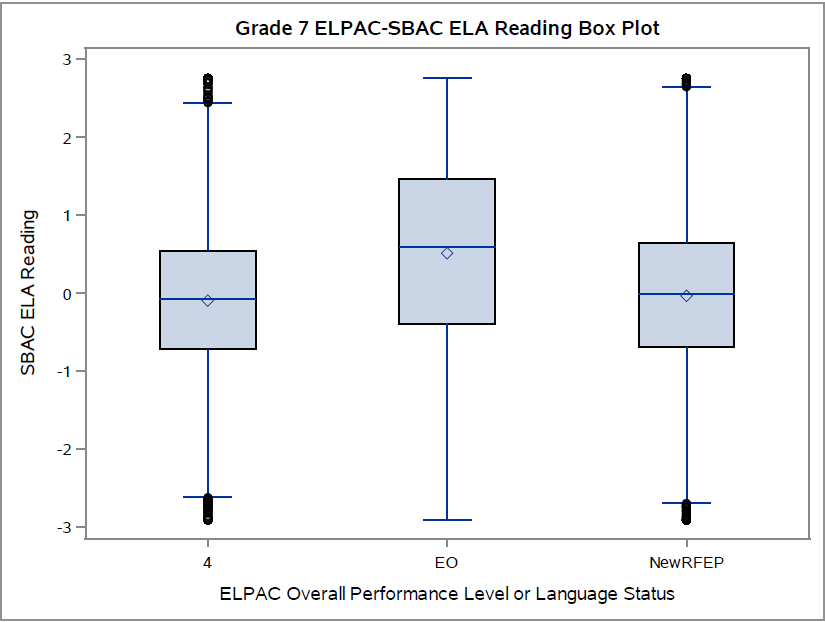 Grade 7 ELPAC-SBAC ELA Reading Box Plot
SBAC ELA Reading
3
2
1
0
-1
-2
-3
4 EO NewRFEP
ELPAC Overall Performance Level or Language Status